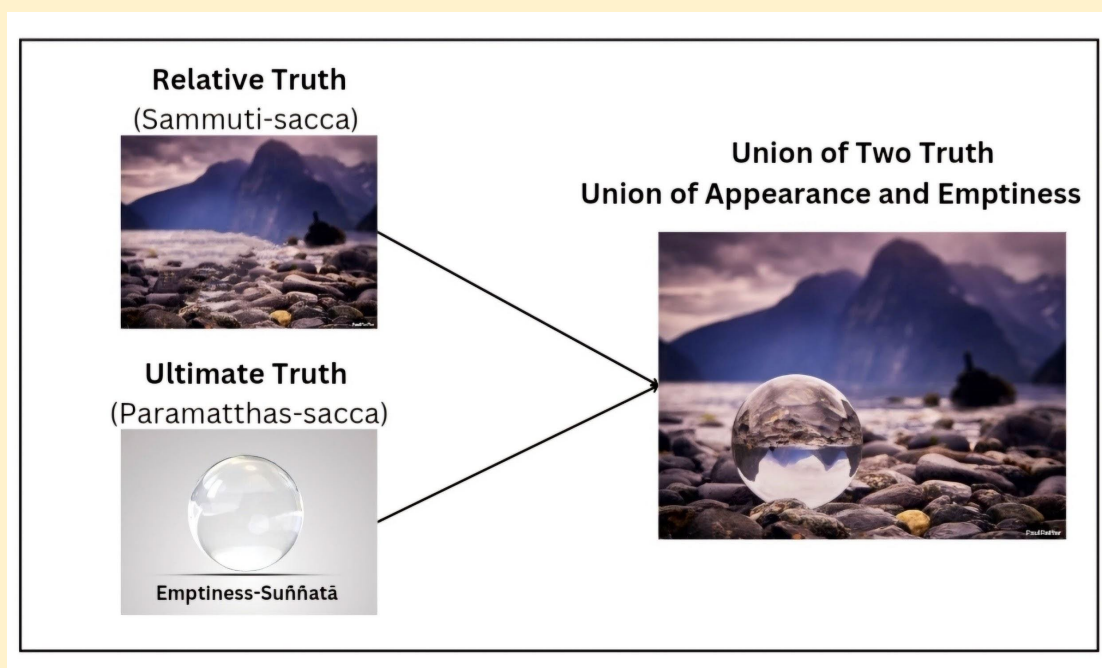 Relative Truth
(Sammuti-sacca)
Union of Two Truth
Union of Appearance and Emptiness
Ultimate Truth
(Paramatthas-sacca)
Emptiness-Suññatā